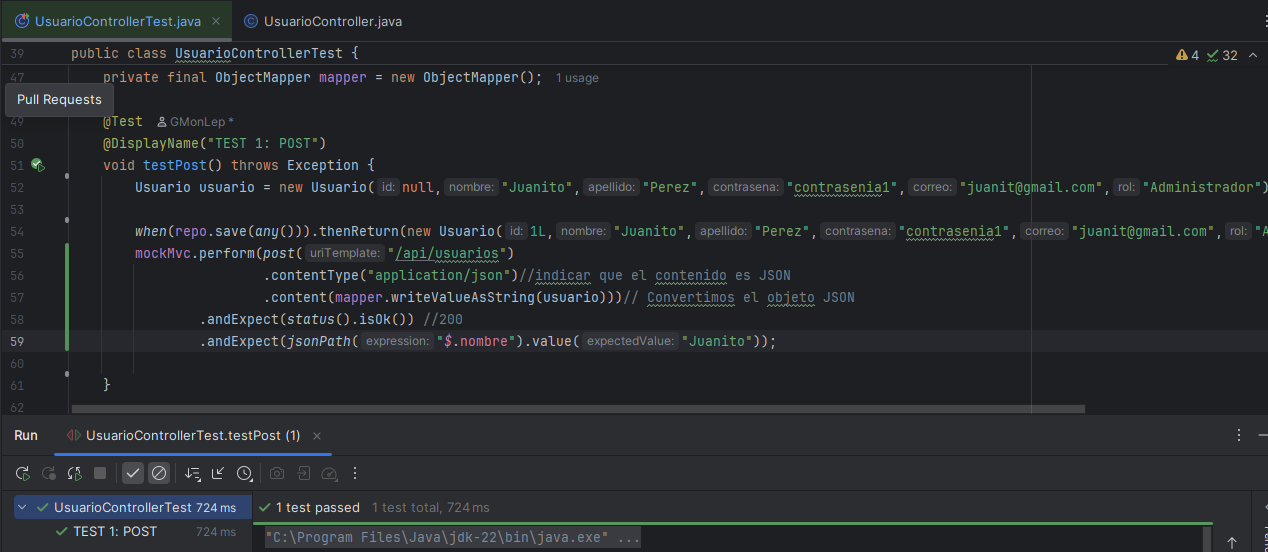 UsuarioControllerTest.java × UsuarioController.java
39 public class UsuarioControllerTest { 4 32
47 private final ObjectMapper mapper = new ObjectMapper(); 1 usage
Pull Requests
49 @Test GMonLep *
50 @DisplayName("TEST 1: POST")
51 void testPost() throws Exception {
52 Usuario usuario = new Usuario( id: null, nombre: "Juanito", apellido: "Perez", contrasena: "contrasenia1", correo: "juanit@gmail.com", rol: "Administrador")
53
54 when(repo.save(any())).thenReturn(new Usuario( id: 1L, nombre: "Juanito", apellido: "Perez", contrasena: "contrasenia1", correo: "juanit@gmail.com", rol: "A
55 mockMvc.perform(post( uriTemplate: "/api/usuarios")
56 .contentType("application/json")//indicar que el contenido es JSON
57 .content(mapper.writeValueAsString(usuario)))// Convertimos el objeto JSON
58 .andExpect(status().isOk()) //200
59 .andExpect(jsonPath( expression: "$.nombre").value( expectedValue: "Juanito"));
60
61 }
62
Run UsuarioControllerTest.testPost (1) ×
UsuarioControllerTest 724 ms 1 test passed 1 test total, 724 ms
TEST 1: POST 724 ms "C:\Program Files\Java\jdk-22\bin\java.exe" ...